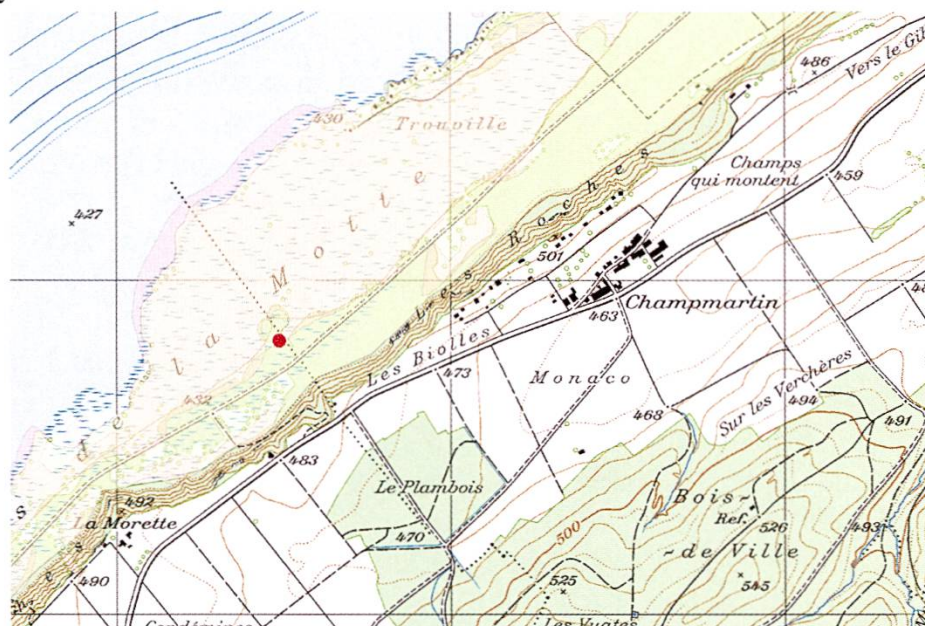 486
Vers le Gib
430
Trouville
Champs
qui montent
459
427
la Motte
Les Roches
501
Champmartin
463
Les Biolles
473
Monaco
432
Sur les Verchères
494
468
491
de
483
492
La Morette
Le Plambois
470
Bois
Ref.
526
de Ville
493
500
490
525
545
Les Vuates